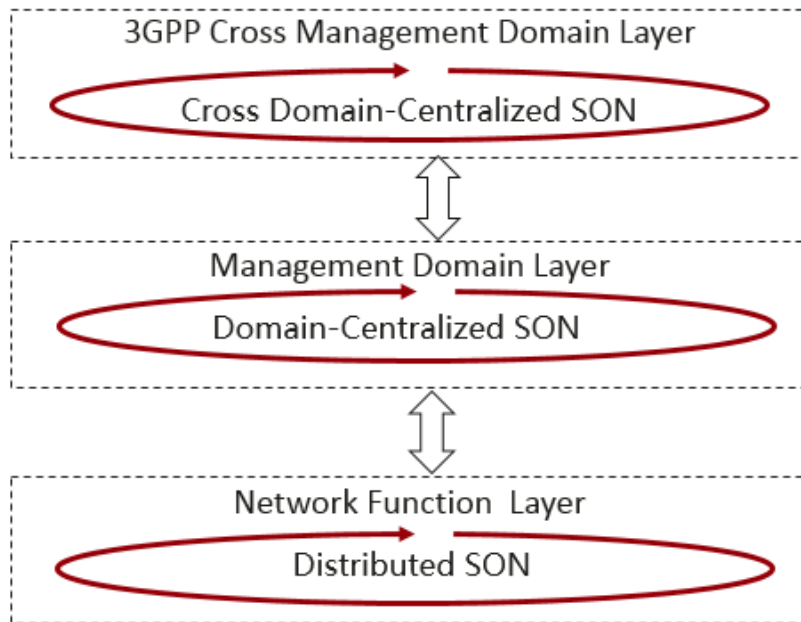 3GPP Cross Management Domain Layer
Cross Domain-Centralized SON
Management Domain Layer
Domain-Centralized SON
Network Function Layer
Distributed SON